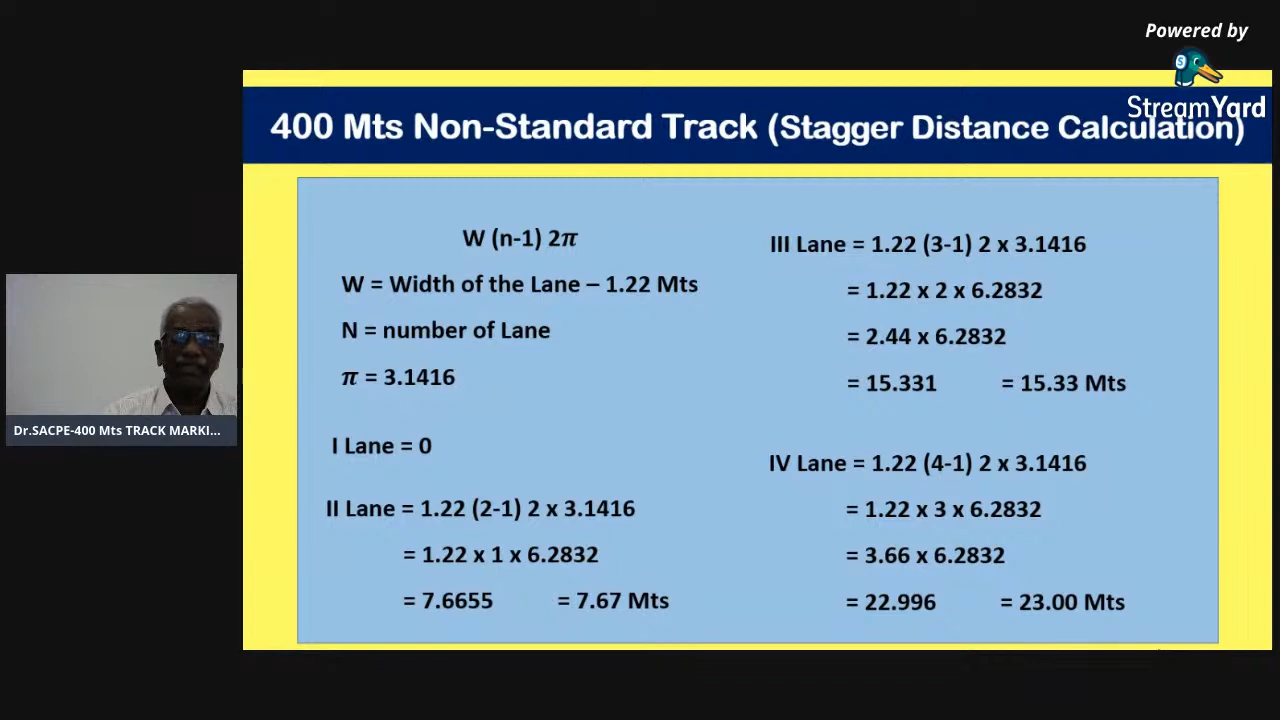 Powered by
StreamYard
400 Mts Non-Standard Track (Stagger Distance Calculation)
W (n-1) 2𝝅
W = Width of the Lane – 1.22 Mts
N = number of Lane
𝝅 = 3.1416
I Lane = 0
II Lane = 1.22 (2-1) 2 x 3.1416
= 1.22 x 1 x 6.2832
= 7.6655 = 7.67 Mts
III Lane = 1.22 (3-1) 2 x 3.1416
= 1.22 x 2 x 6.2832
= 2.44 x 6.2832
= 15.331 = 15.33 Mts
IV Lane = 1.22 (4-1) 2 x 3.1416
= 1.22 x 3 x 6.2832
= 3.66 x 6.2832
= 22.996 = 23.00 Mts
Dr.SACPE-400 Mts TRACK MARKI...